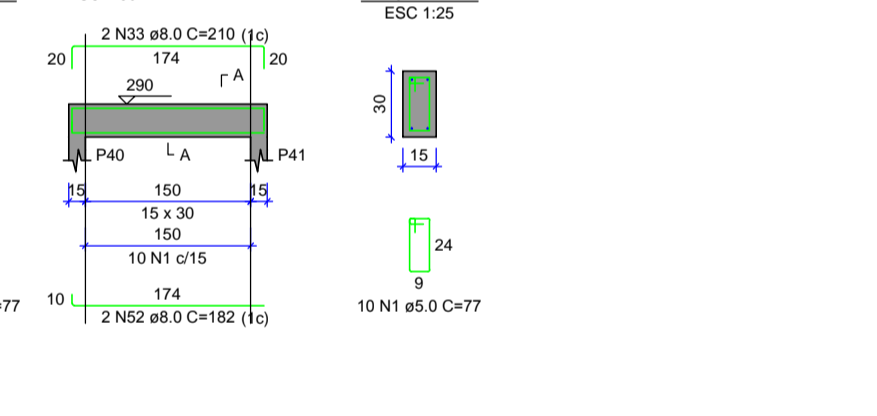 ESC 1:25
2 N33 ø8.0 C=210 (1c)
20
174
20
A
290
30
P40
A
P41
15
15
150
15
15 x 30
150
10 N1 c/15
24
9
10
174
=77
2 N52 ø8.0 C=182 (1c)
10 N1 ø5.0 C=77